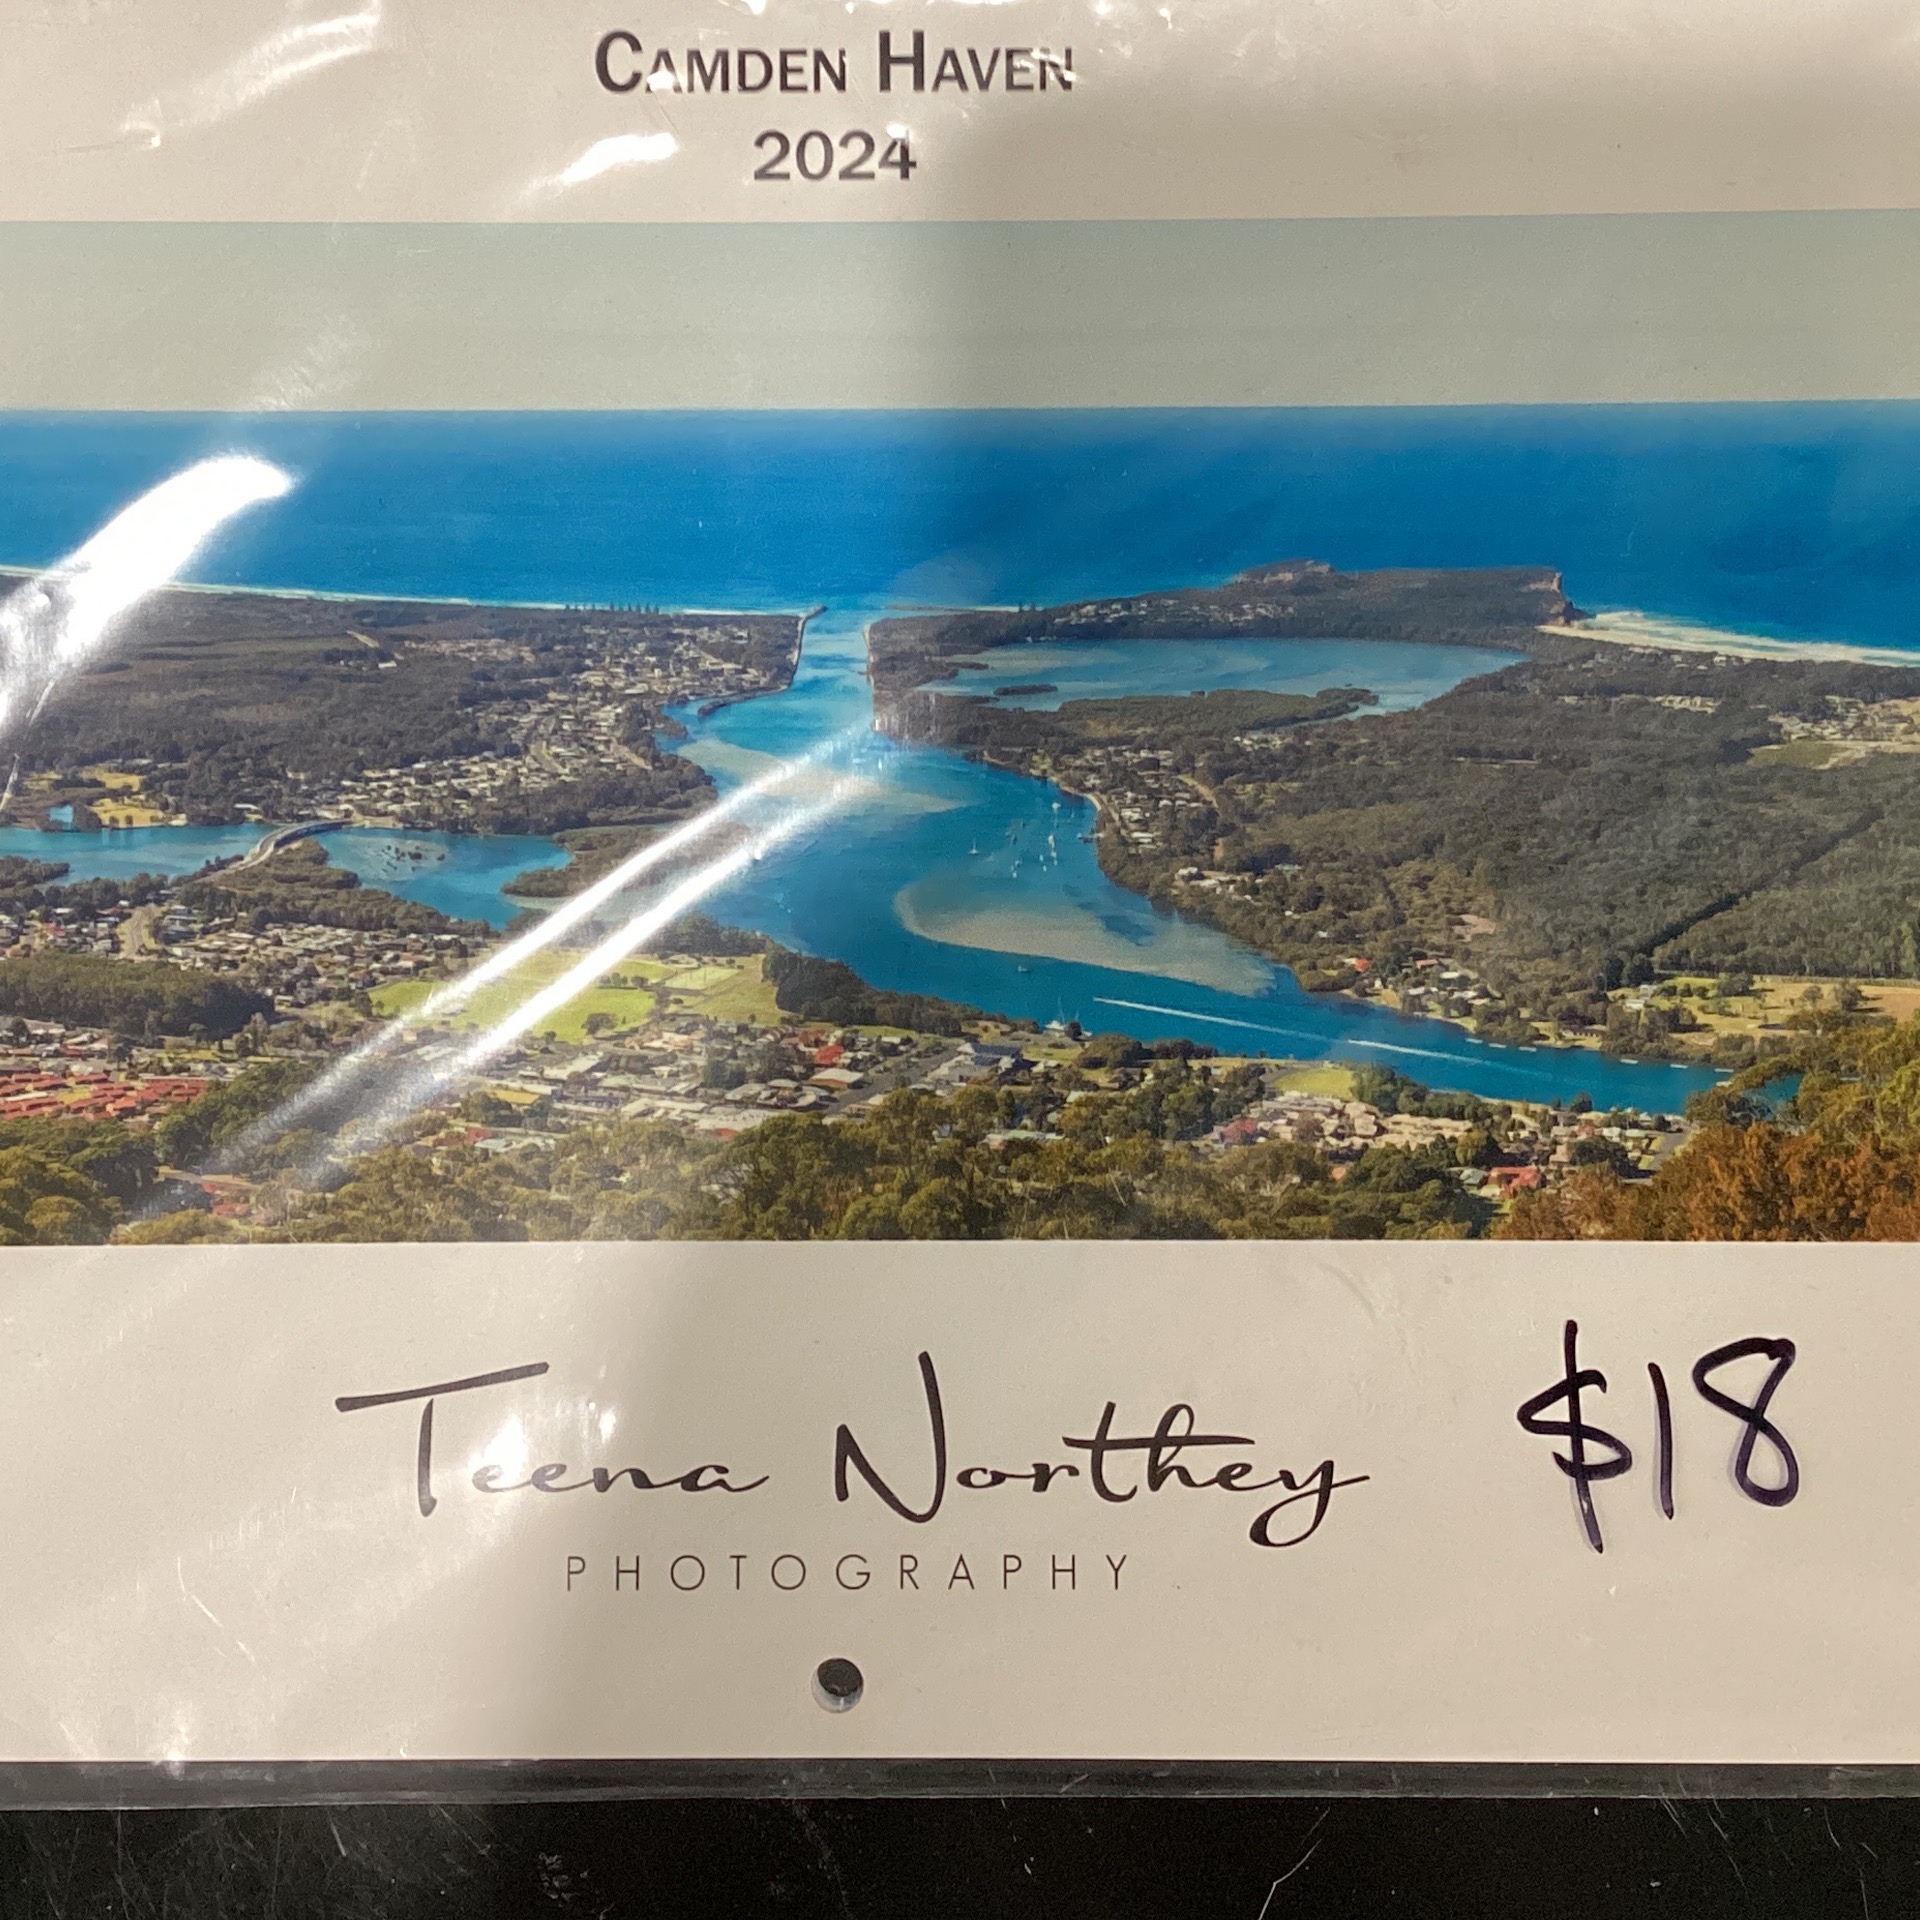 CAMDEN HAVEN
2024
Teena Northey $18
PHOTOGRAPHY